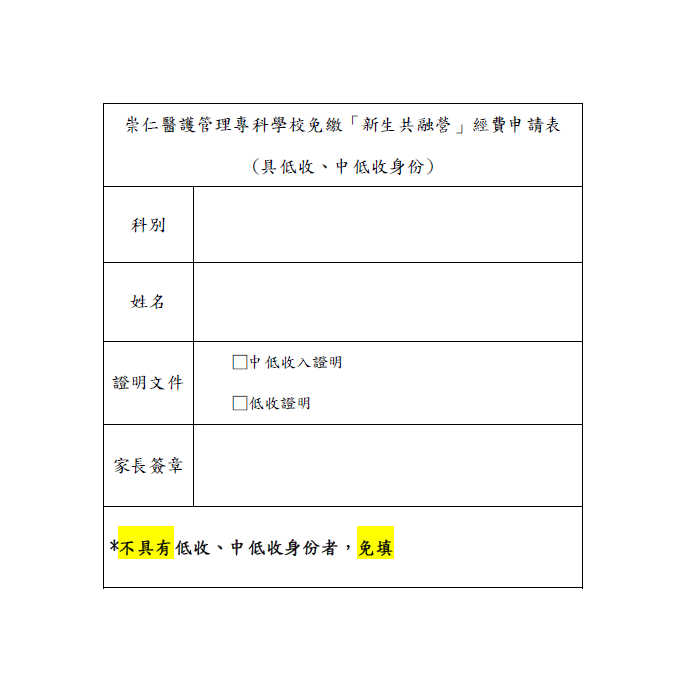 崇仁醫護管理專科學校免繳「新生共融營」經費申請表
(具低收、中低收身份)
科別
姓名
證明文件
□中低收入證明
□低收證明
家長簽章
*不具有低收、中低收身份者，免填